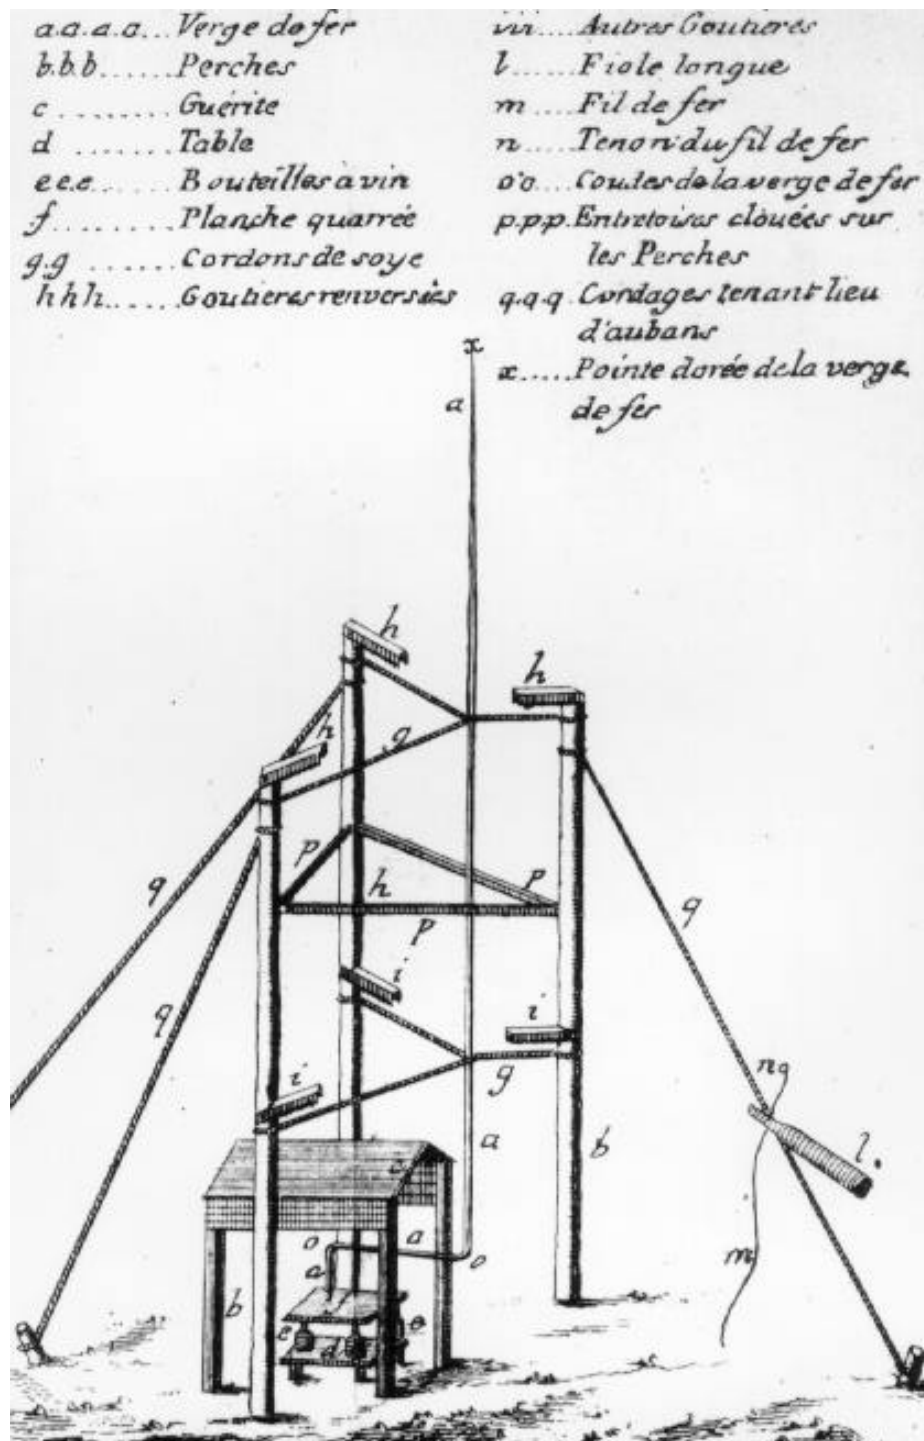 a.a.a.a... Verge de fer
b.b.b...... Perches
c ........ Guérite
d ....... Table
e e.e...... Bouteilles à vin
f ......... Planche quarrée
g.g ....... Cordons de soye
h h h...... Goutieres renversées
iii .... Autres Goutieres
l ..... Fiole longue
m .... Fil de fer
n .... Tenon du fil de fer
o o .... Coudes de la verge de fer
p.p.p. Entretoises clouées sur
les Perches
q.q.q. Cordages tenant lieu
d'aubans
x ..... Pointe dorée de la verge
de fer
x
a
h
h
h
g
p
h
p
p
q
q
q
i
i
i
g
n
a
b
l.
c
o
a
o
a
m
b
e
d
e